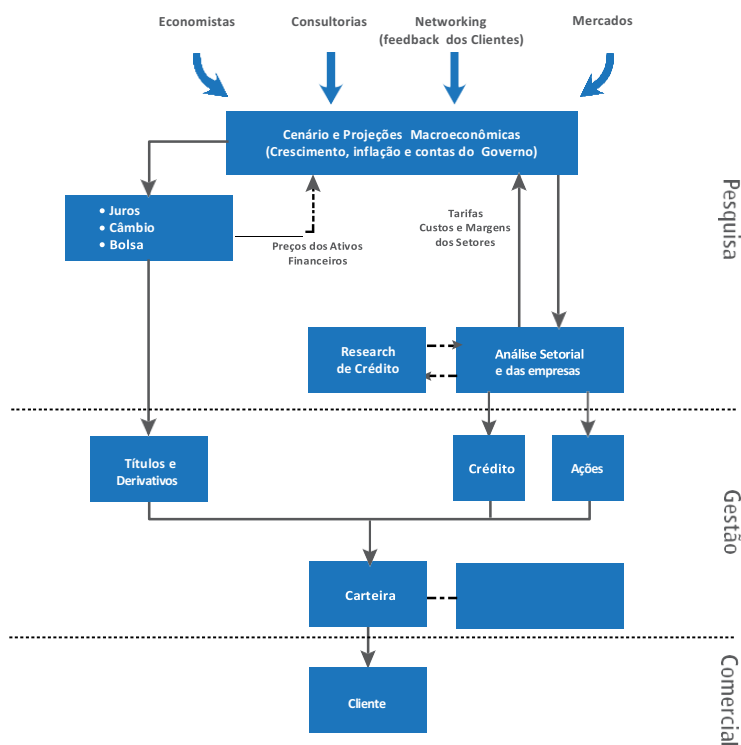 Economistas
Consultorias
Networking
(feedback dos Clientes)
Mercados
Cenário e Projeções Macroeconômicas
(Crescimento, inflação e contas do Governo)
Pesquisa
• Juros
• Câmbio
• Bolsa
Preços dos Ativos
Financeiros
Tarifas
Custos e Margens
dos Setores
Research
de Crédito
Análise Setorial
e das empresas
Títulos e
Derivativos
Crédito
Ações
Gestão
Carteira
Cliente
Comercial